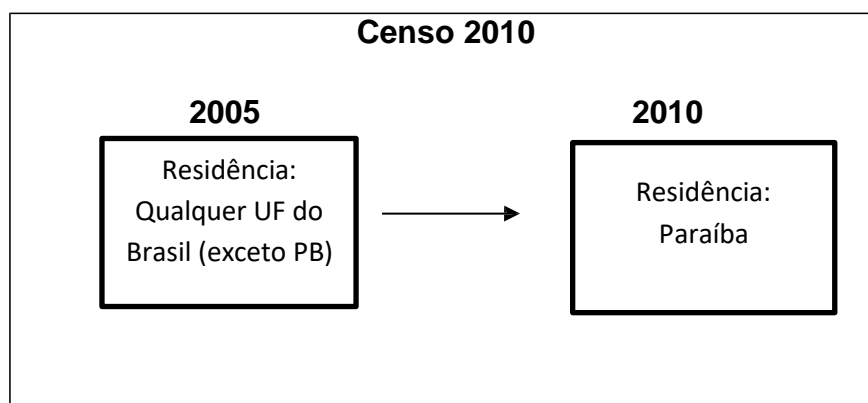 Censo 2010
2005
2010
Residência:
Qualquer UF do
Brasil (exceto PB)
Residência:
Paraíba